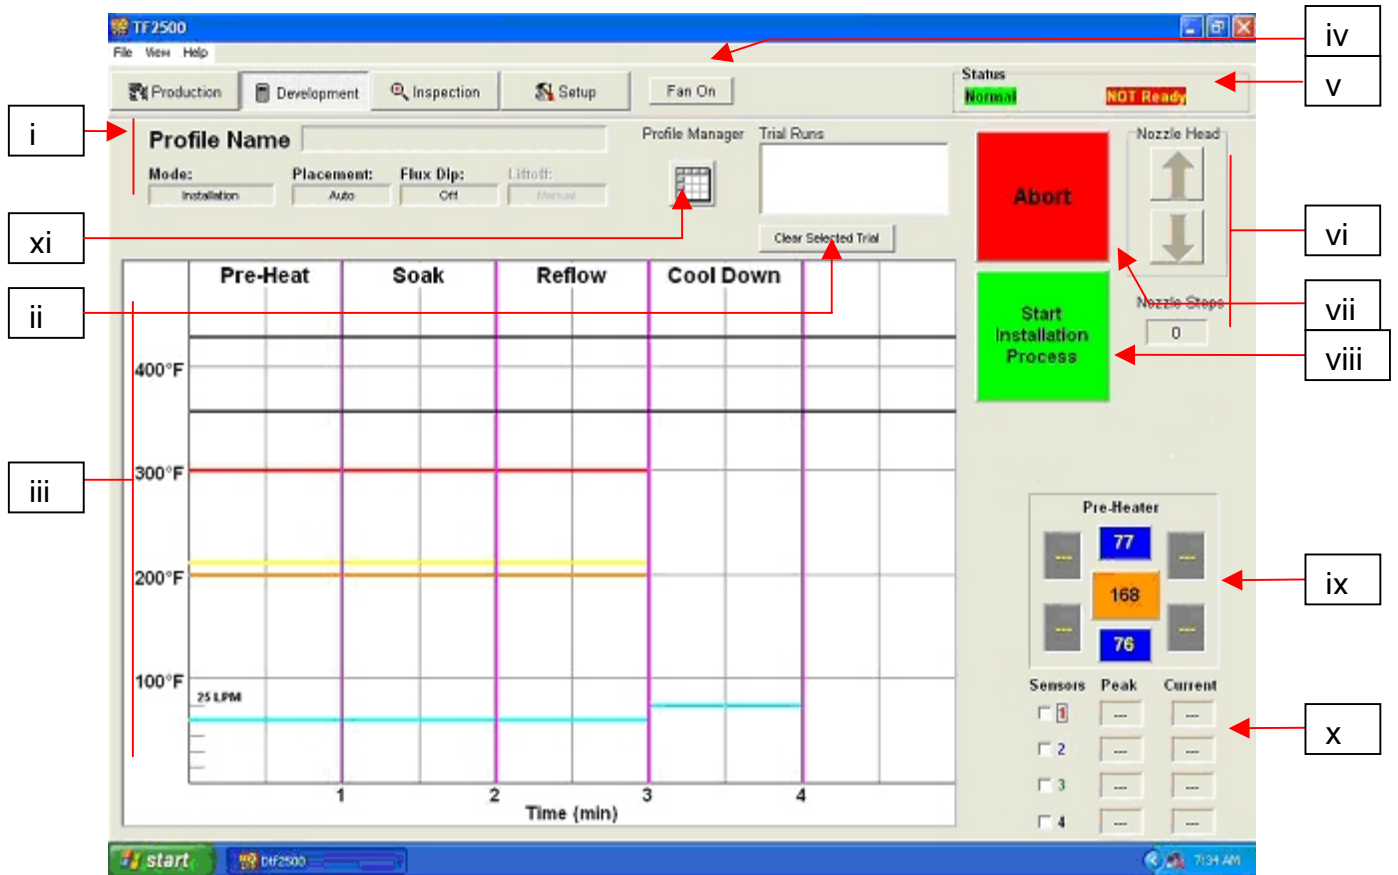 TF2500
iv
File View Help
Status
v
Production Development Inspection Setup Fan On
Normal NOT Ready
i
Profile Name
Profile Manager Trial Runs
Nozzle Head
Mode: Placement: Flux Dip: Liftoff:
Installation Auto Off Manual
Abort
xi
Clear Selected Trial
vi
Pre-Heat Soak Reflow Cool Down
ii
Nozzle Steps
vii
Start
Installation
Process
0
viii
400°F
300°F
iii
Pre-Heater
77
--- ---
200°F
168
ix
--- ---
76
100°F
25 LPM
Sensors Peak Current
1 --- ---
x
2 --- ---
3 --- ---
4 --- ---
1 2 3 4
Time (min)
start
7:34 AM